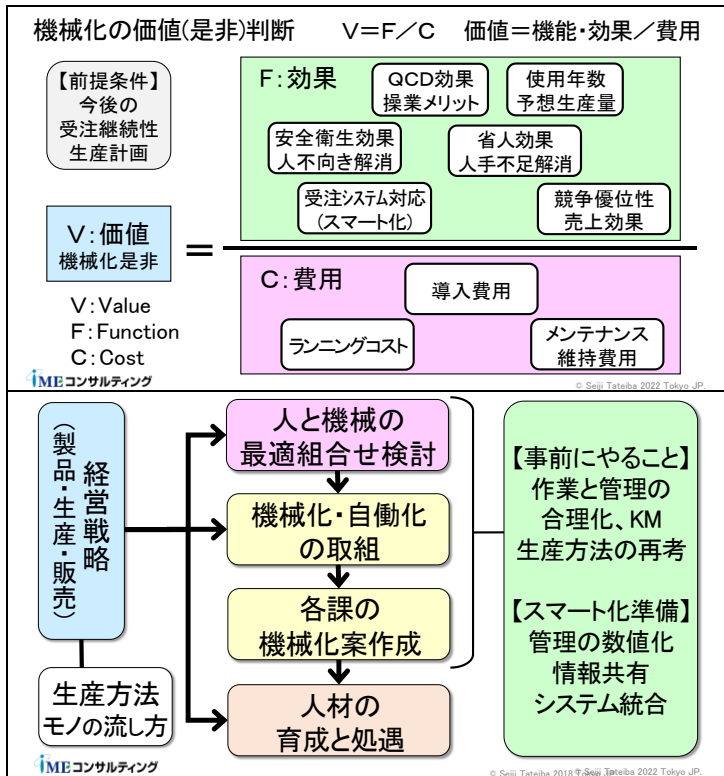 機械化の価値(是非)判断　V=F／C　価値=機能・効果／費用
【前提条件】
今後の
受注継続性
生産計画
F:効果
QCD効果
操業メリット
使用年数
予想生産量
安全衛生効果
人不向き解消
省人効果
人手不足解消
受注システム対応
(スマート化)
競争優位性
売上効果
V:価値
機械化是非
=
C:費用
導入費用
ランニングコスト
メンテナンス
維持費用
V:Value
F:Function
C:Cost
iMEコンサルティング
© Seiji Tateiba 2022 Tokyo JP.
経営戦略
(製品・生産・販売)
生産方法
モノの流し方
人と機械の
最適組合せ検討
機械化・自働化
の取組
各課の
機械化案作成
人材の
育成と処遇
【事前にやること】
作業と管理の
合理化、KM
生産方法の再考
【スマート化準備】
管理の数値化
情報共有
システム統合
iMEコンサルティング
© Seiji Tateiba 2018 Tokyo JP.
© Seiji Tateiba 2022 Tokyo JP.